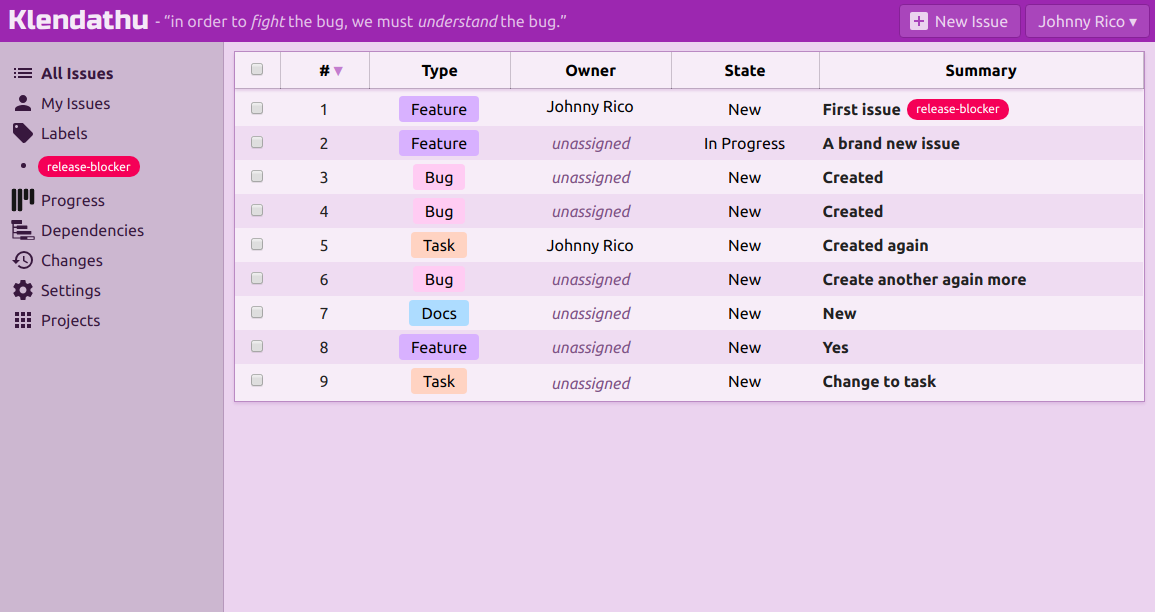 Klendathu - “in order to fight the bug, we must understand the bug.” New Issue Johnny Rico ▾
All Issues
My Issues
Labels
• release-blocker
Progress
Dependencies
Changes
Settings
Projects
# ▼ Type Owner State Summary
1 Feature Johnny Rico New First issue release-blocker
2 Feature unassigned In Progress A brand new issue
3 Bug unassigned New Created
4 Bug unassigned New Created
5 Task Johnny Rico New Created again
6 Bug unassigned New Create another again more
7 Docs unassigned New New
8 Feature unassigned New Yes
9 Task unassigned New Change to task